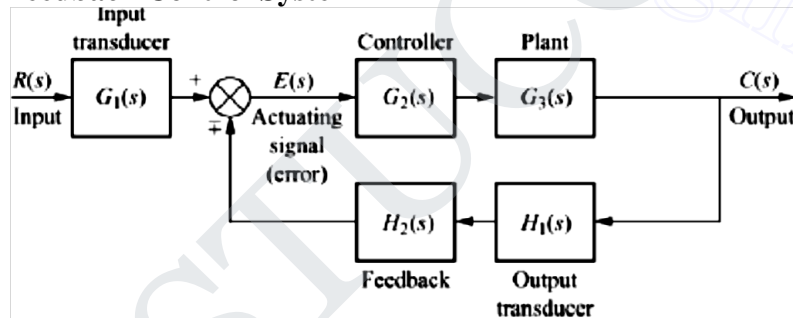 Input
transducer
Controller
Plant
R(s)
Input
G₁(s)
+
∓
E(s)
Actuating
signal
(error)
G₂(s)
G₃(s)
C(s)
Output
H₂(s)
H₁(s)
Feedback
Output
transducer